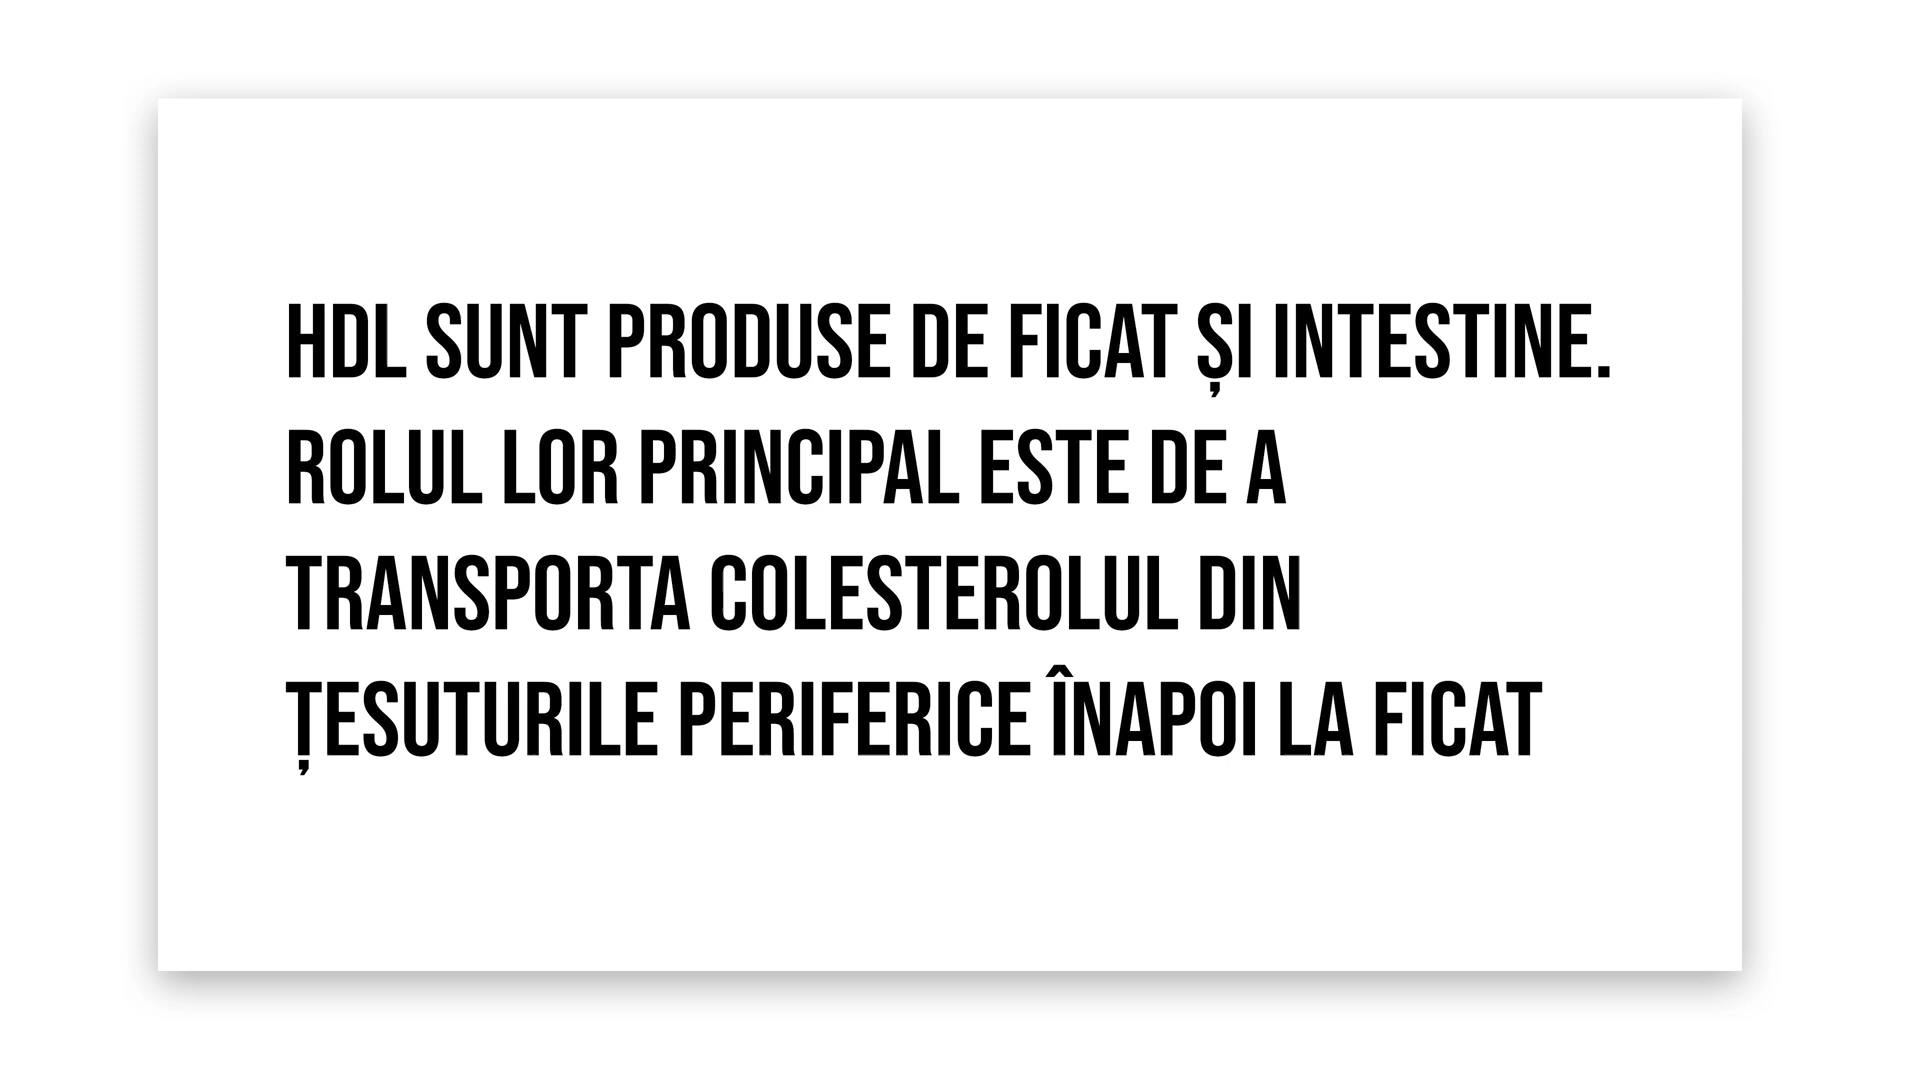 HDL SUNT PRODUSE DE FICAT ȘI INTESTINE.
ROLUL LOR PRINCIPAL ESTE DE A
TRANSPORTA COLESTEROLUL DIN
ȚESUTURILE PERIFERICE ÎNAPOI LA FICAT